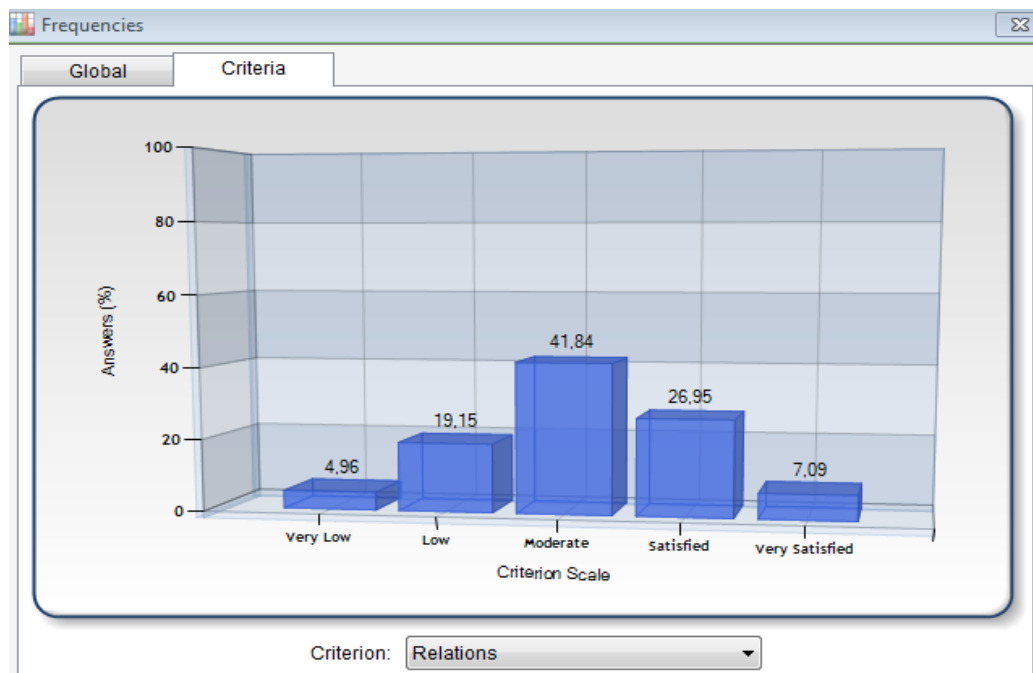 Frequencies
Global
Criteria
100
80
60
40
20
0
Answers (%)
4,96
19,15
41,84
26,95
7,09
Very Low
Low
Moderate
Satisfied
Very Satisfied
Criterion Scale
Criterion:
Relations